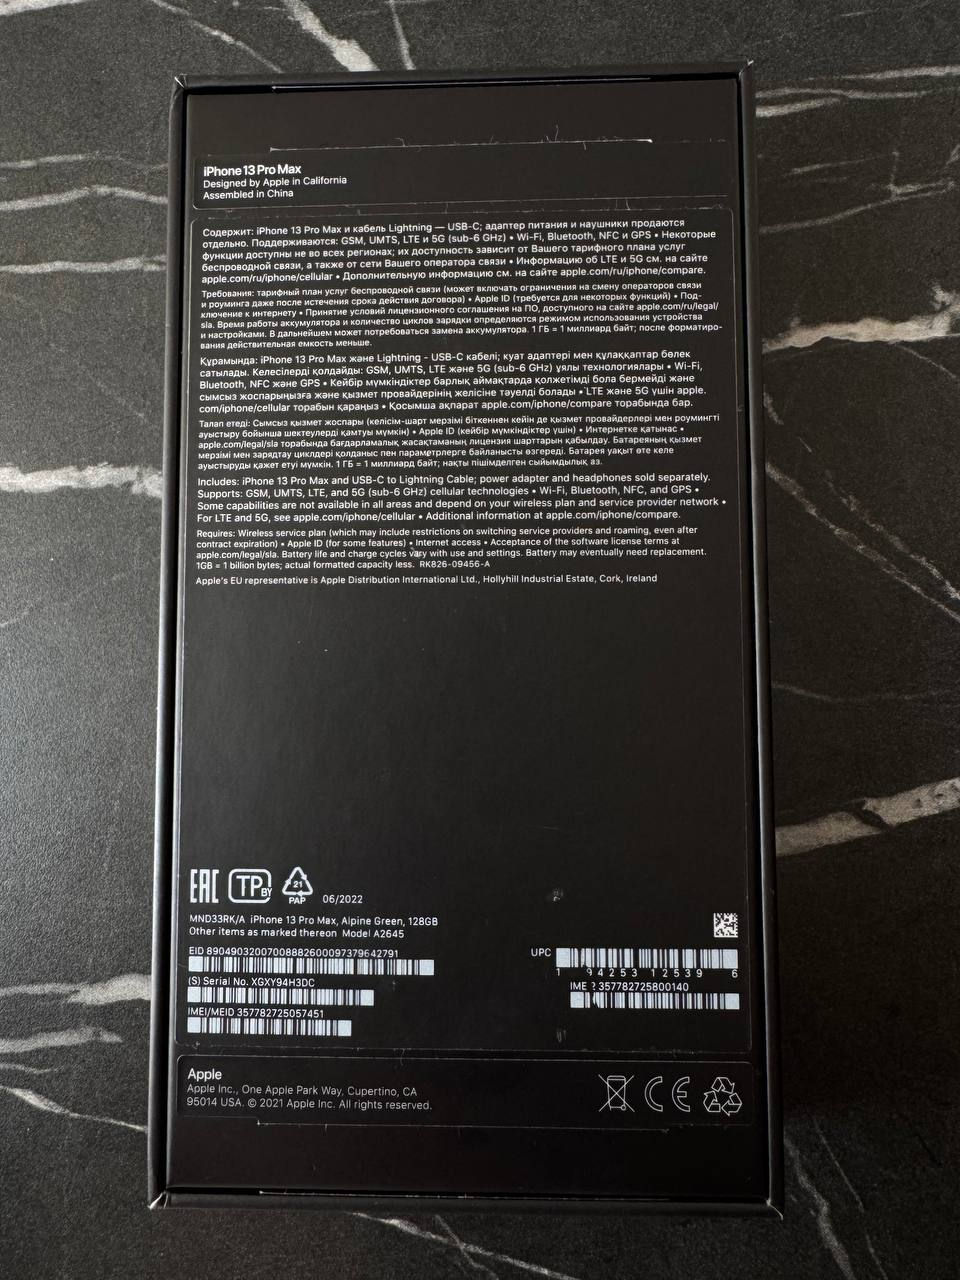 iPhone 13 Pro Max
Designed by Apple in California
Assembled in China
Содержит: iPhone 13 Pro Max и кабель Lightning — USB-C; адаптер питания и наушники продаются
отдельно. Поддерживаются: GSM, UMTS, LTE и 5G (sub-6 GHz) • Wi-Fi, Bluetooth, NFC и GPS • Некоторые
функции доступны не во всех регионах; их доступность зависит от Вашего тарифного плана услуг
беспроводной связи, а также от сети Вашего оператора связи • Информацию об LTE и 5G см. на сайте
apple.com/ru/iphone/cellular • Дополнительную информацию см. на сайте apple.com/ru/iphone/compare.
Требования: тарифный план услуг беспроводной связи (может включать ограничения на смену операторов связи
и роуминга даже после истечения срока действия договора) • Apple ID (требуется для некоторых функций) • Под-
ключение к интернету • Принятие условий лицензионного соглашения на ПО, доступного на сайте apple.com/ru/legal/
sla. Время работы аккумулятора и количество циклов зарядки определяются режимом использования устройства
и настройками. В дальнейшем может потребоваться замена аккумулятора. 1 ГБ = 1 миллиард байт; после форматиро-
вания действительная емкость меньше.
Құрамында: iPhone 13 Pro Max және Lightning - USB-C кабелі; қуат адаптері мен құлаққаптар бөлек
сатылады. Келесілерді қолдайды: GSM, UMTS, LTE және 5G (sub-6 GHz) ұялы технологиялары • Wi-Fi,
Bluetooth, NFC және GPS • Кейбір мүмкіндіктер барлық аймақтарда қолжетімді бола бермейді және
сымсыз жоспарыңызға және қызмет провайдерінің желісіне тәуелді болады • LTE және 5G үшін apple.
com/iphone/cellular торабын қараңыз • Қосымша ақпарат apple.com/iphone/compare торабында бар.
Талап етеді: Сымсыз қызмет жоспары (келісім-шарт мерзімі біткеннен кейін де қызмет провайдерлері мен роумингті
ауыстыру бойынша шектеулерді қамтуы мүмкін) • Apple ID (кейбір мүмкіндіктер үшін) • Интернетке қатынас •
apple.com/legal/sla торабында бағдарламалық жасақтаманың лицензия шарттарын қабылдау. Батареяның қызмет
мерзімі мен зарядтау циклдері қолданыс пен параметрлерге байланысты өзгереді. Батарея уақыт өте келе
ауыстыруды қажет етуі мүмкін. 1 ГБ = 1 миллиард байт; нақты пішімделген сыйымдылық аз.
Includes: iPhone 13 Pro Max and USB-C to Lightning Cable; power adapter and headphones sold separately.
Supports: GSM, UMTS, LTE, and 5G (sub-6 GHz) cellular technologies • Wi-Fi, Bluetooth, NFC, and GPS •
Some capabilities are not available in all areas and depend on your wireless plan and service provider network •
For LTE and 5G, see apple.com/iphone/cellular • Additional information at apple.com/iphone/compare.
Requires: Wireless service plan (which may include restrictions on switching service providers and roaming, even after
contract expiration) • Apple ID (for some features) • Internet access • Acceptance of the software license terms at
apple.com/legal/sla. Battery life and charge cycles vary with use and settings. Battery may eventually need replacement.
1GB = 1 billion bytes; actual formatted capacity less. RK826-09456-A
Apple's EU representative is Apple Distribution International Ltd., Hollyhill Industrial Estate, Cork, Ireland
EAC TP BY 21 PAP 06/2022
MND33RK/A iPhone 13 Pro Max, Alpine Green, 128GB
Other items as marked thereon Model A2645
EID 89049032007008882600097379642791
UPC 1 94253 12539 6
(S) Serial No. XGXY94H3DC
IMEI2 357782725800140
IMEI/MEID 357782725057451
Apple
Apple Inc., One Apple Park Way, Cupertino, CA
95014 USA. © 2021 Apple Inc. All rights reserved.
CE